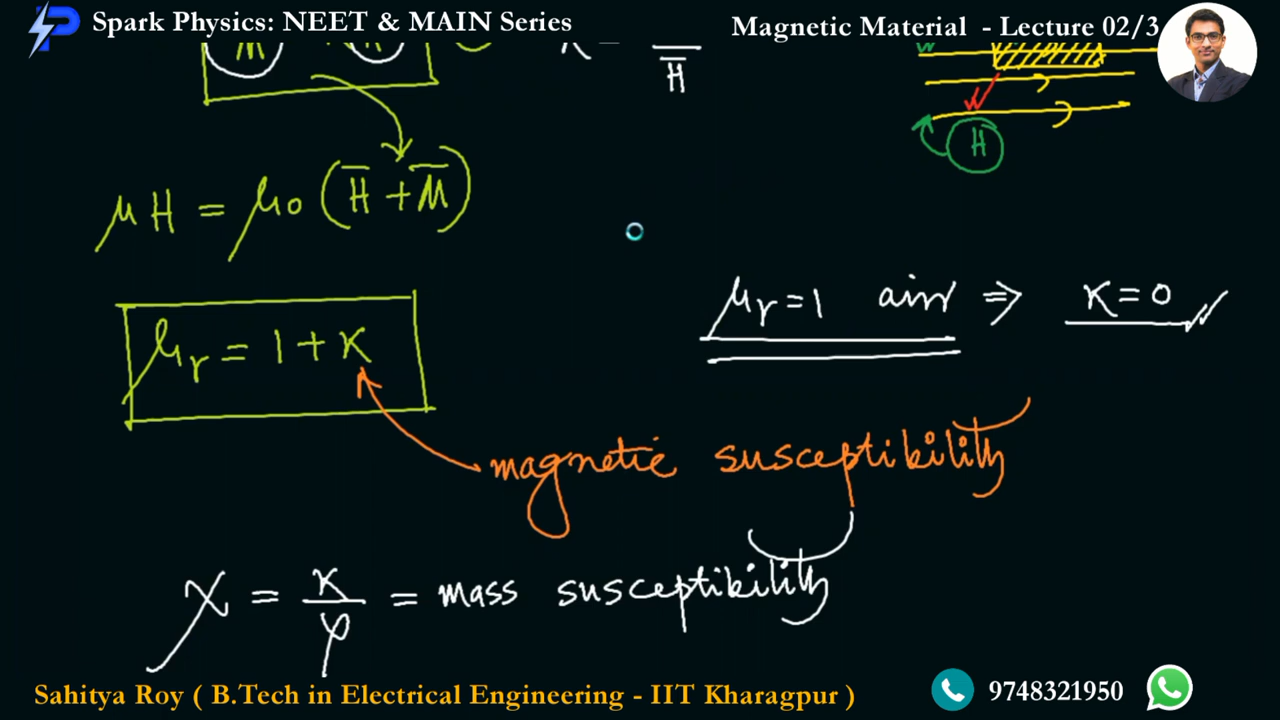 Spark Physics: NEET & MAIN Series
Magnetic Material - Lecture 02/3
M
H̅
H
μH = μ₀ (H̅ + M̅)
μᵣ = 1 + K
μᵣ = 1 air ⇒ K = 0
magnetic susceptibility
χ = K/ρ = mass susceptibility
Sahitya Roy ( B.Tech in Electrical Engineering - IIT Kharagpur )
9748321950